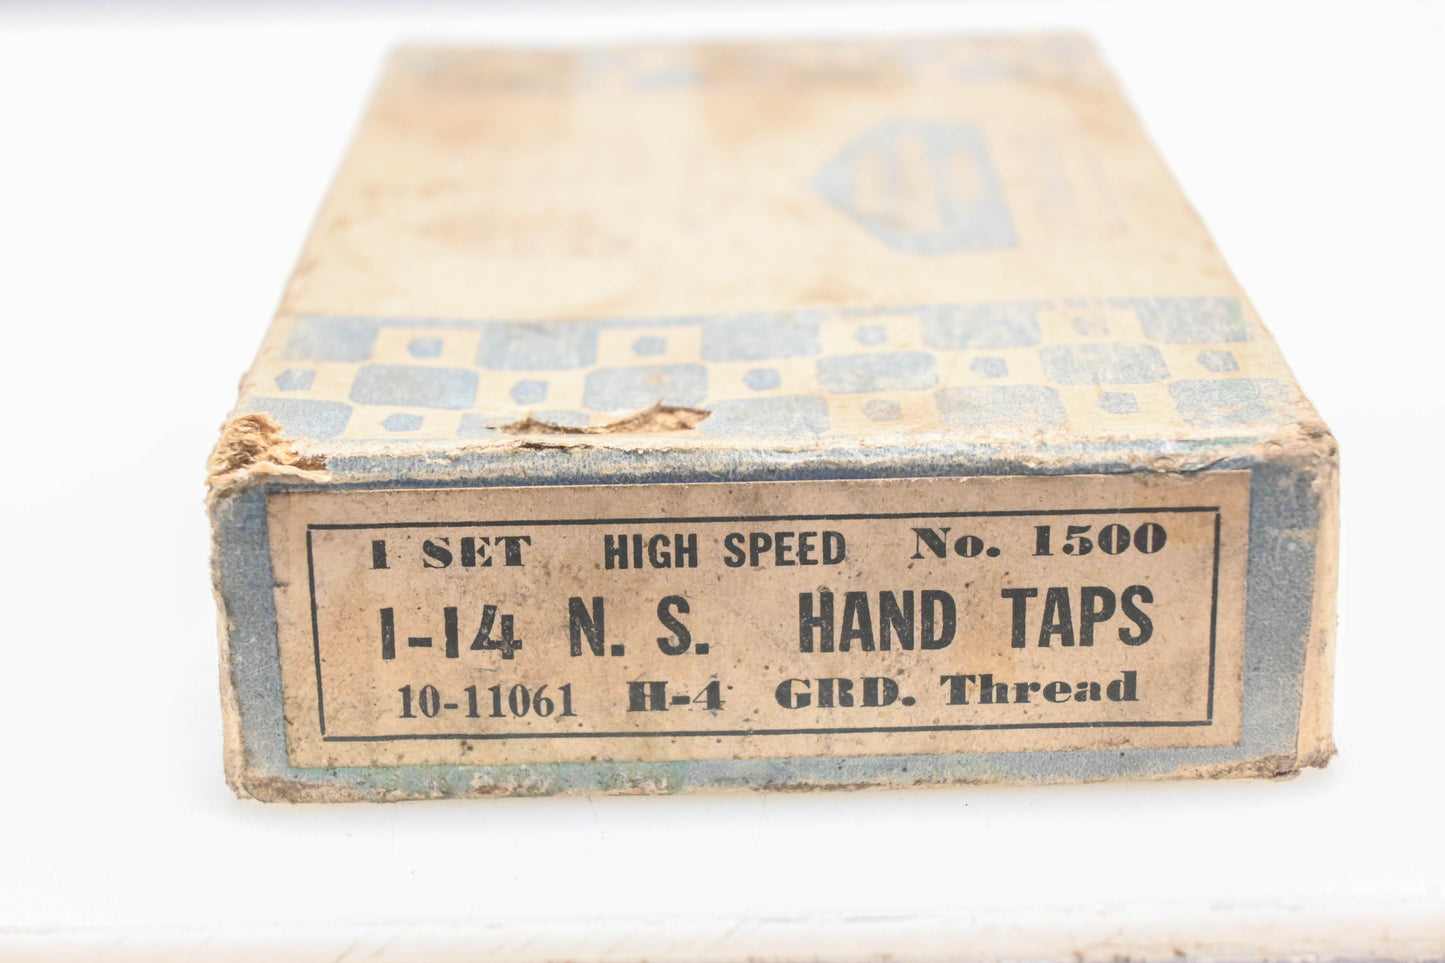 1 SET HIGH SPEED No. 1500
1-14 N. S. HAND TAPS
10-11061 H-4 GRD. Thread